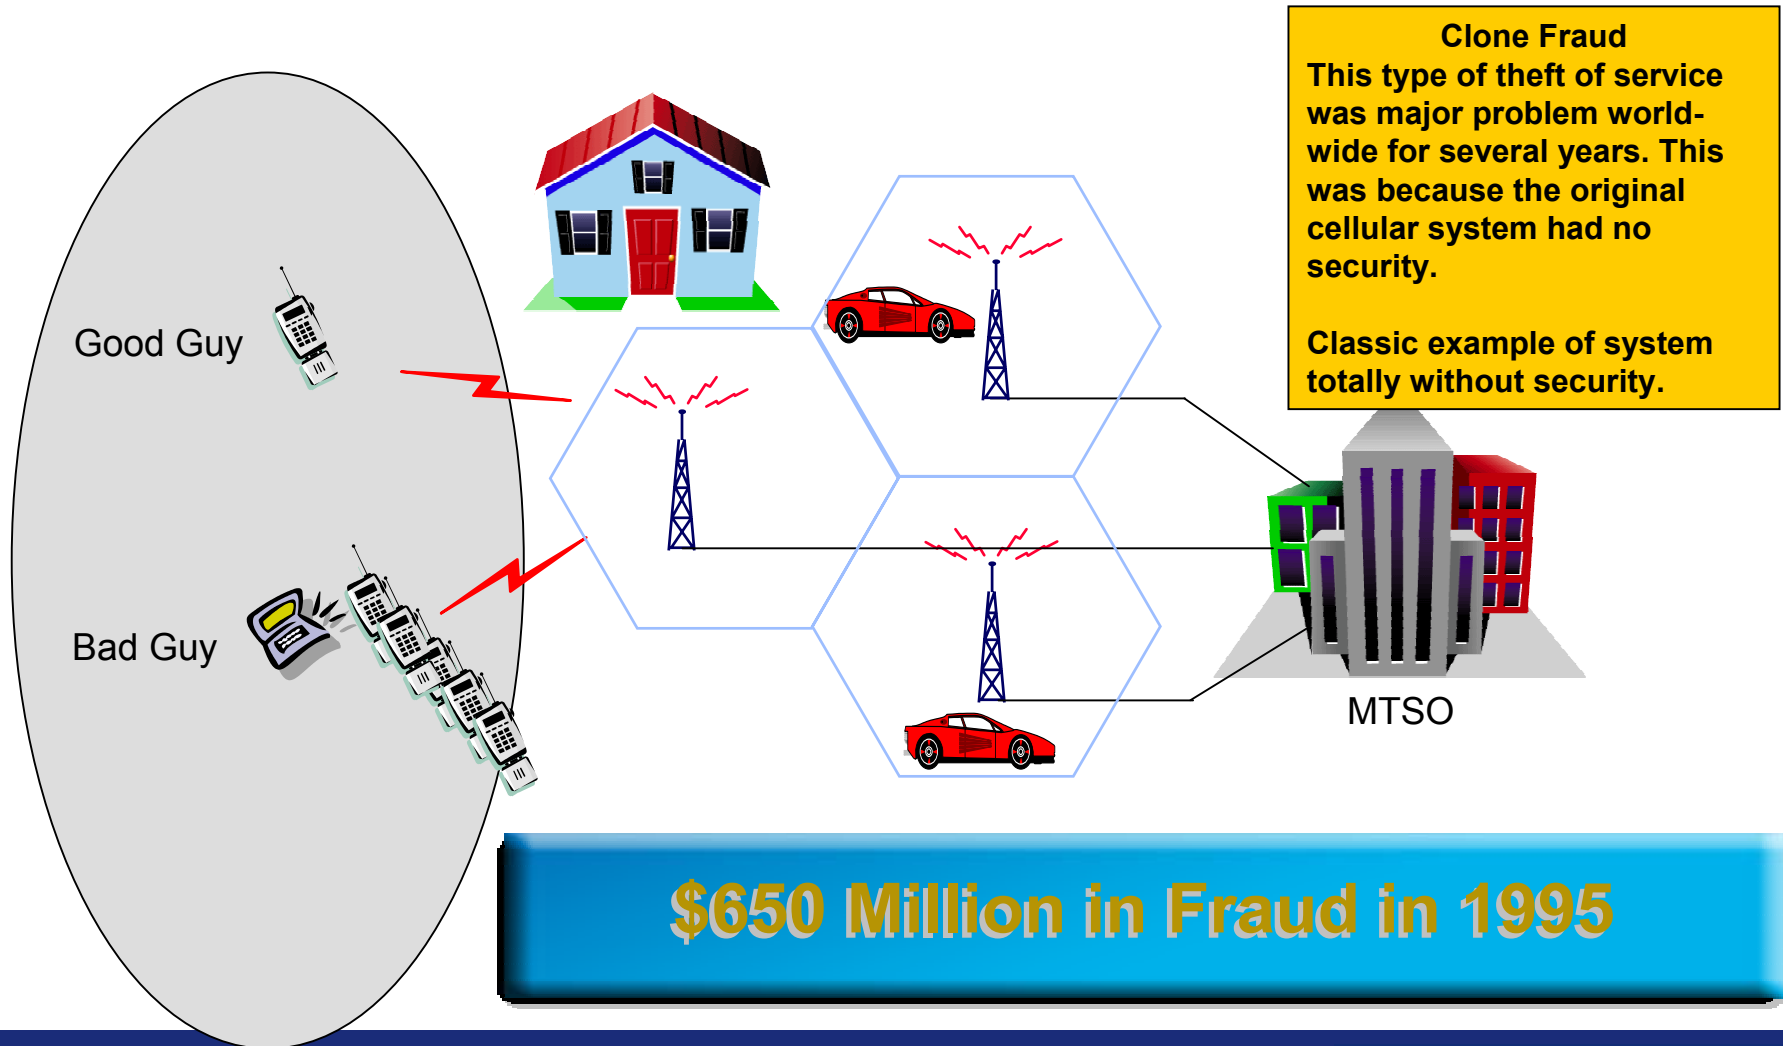 Clone Fraud
This type of theft of service
was major problem world-
wide for several years. This
was because the original
cellular system had no
security.
Classic example of system
totally without security.
Good Guy
Bad Guy
MTSO
$650 Million in Fraud in 1995